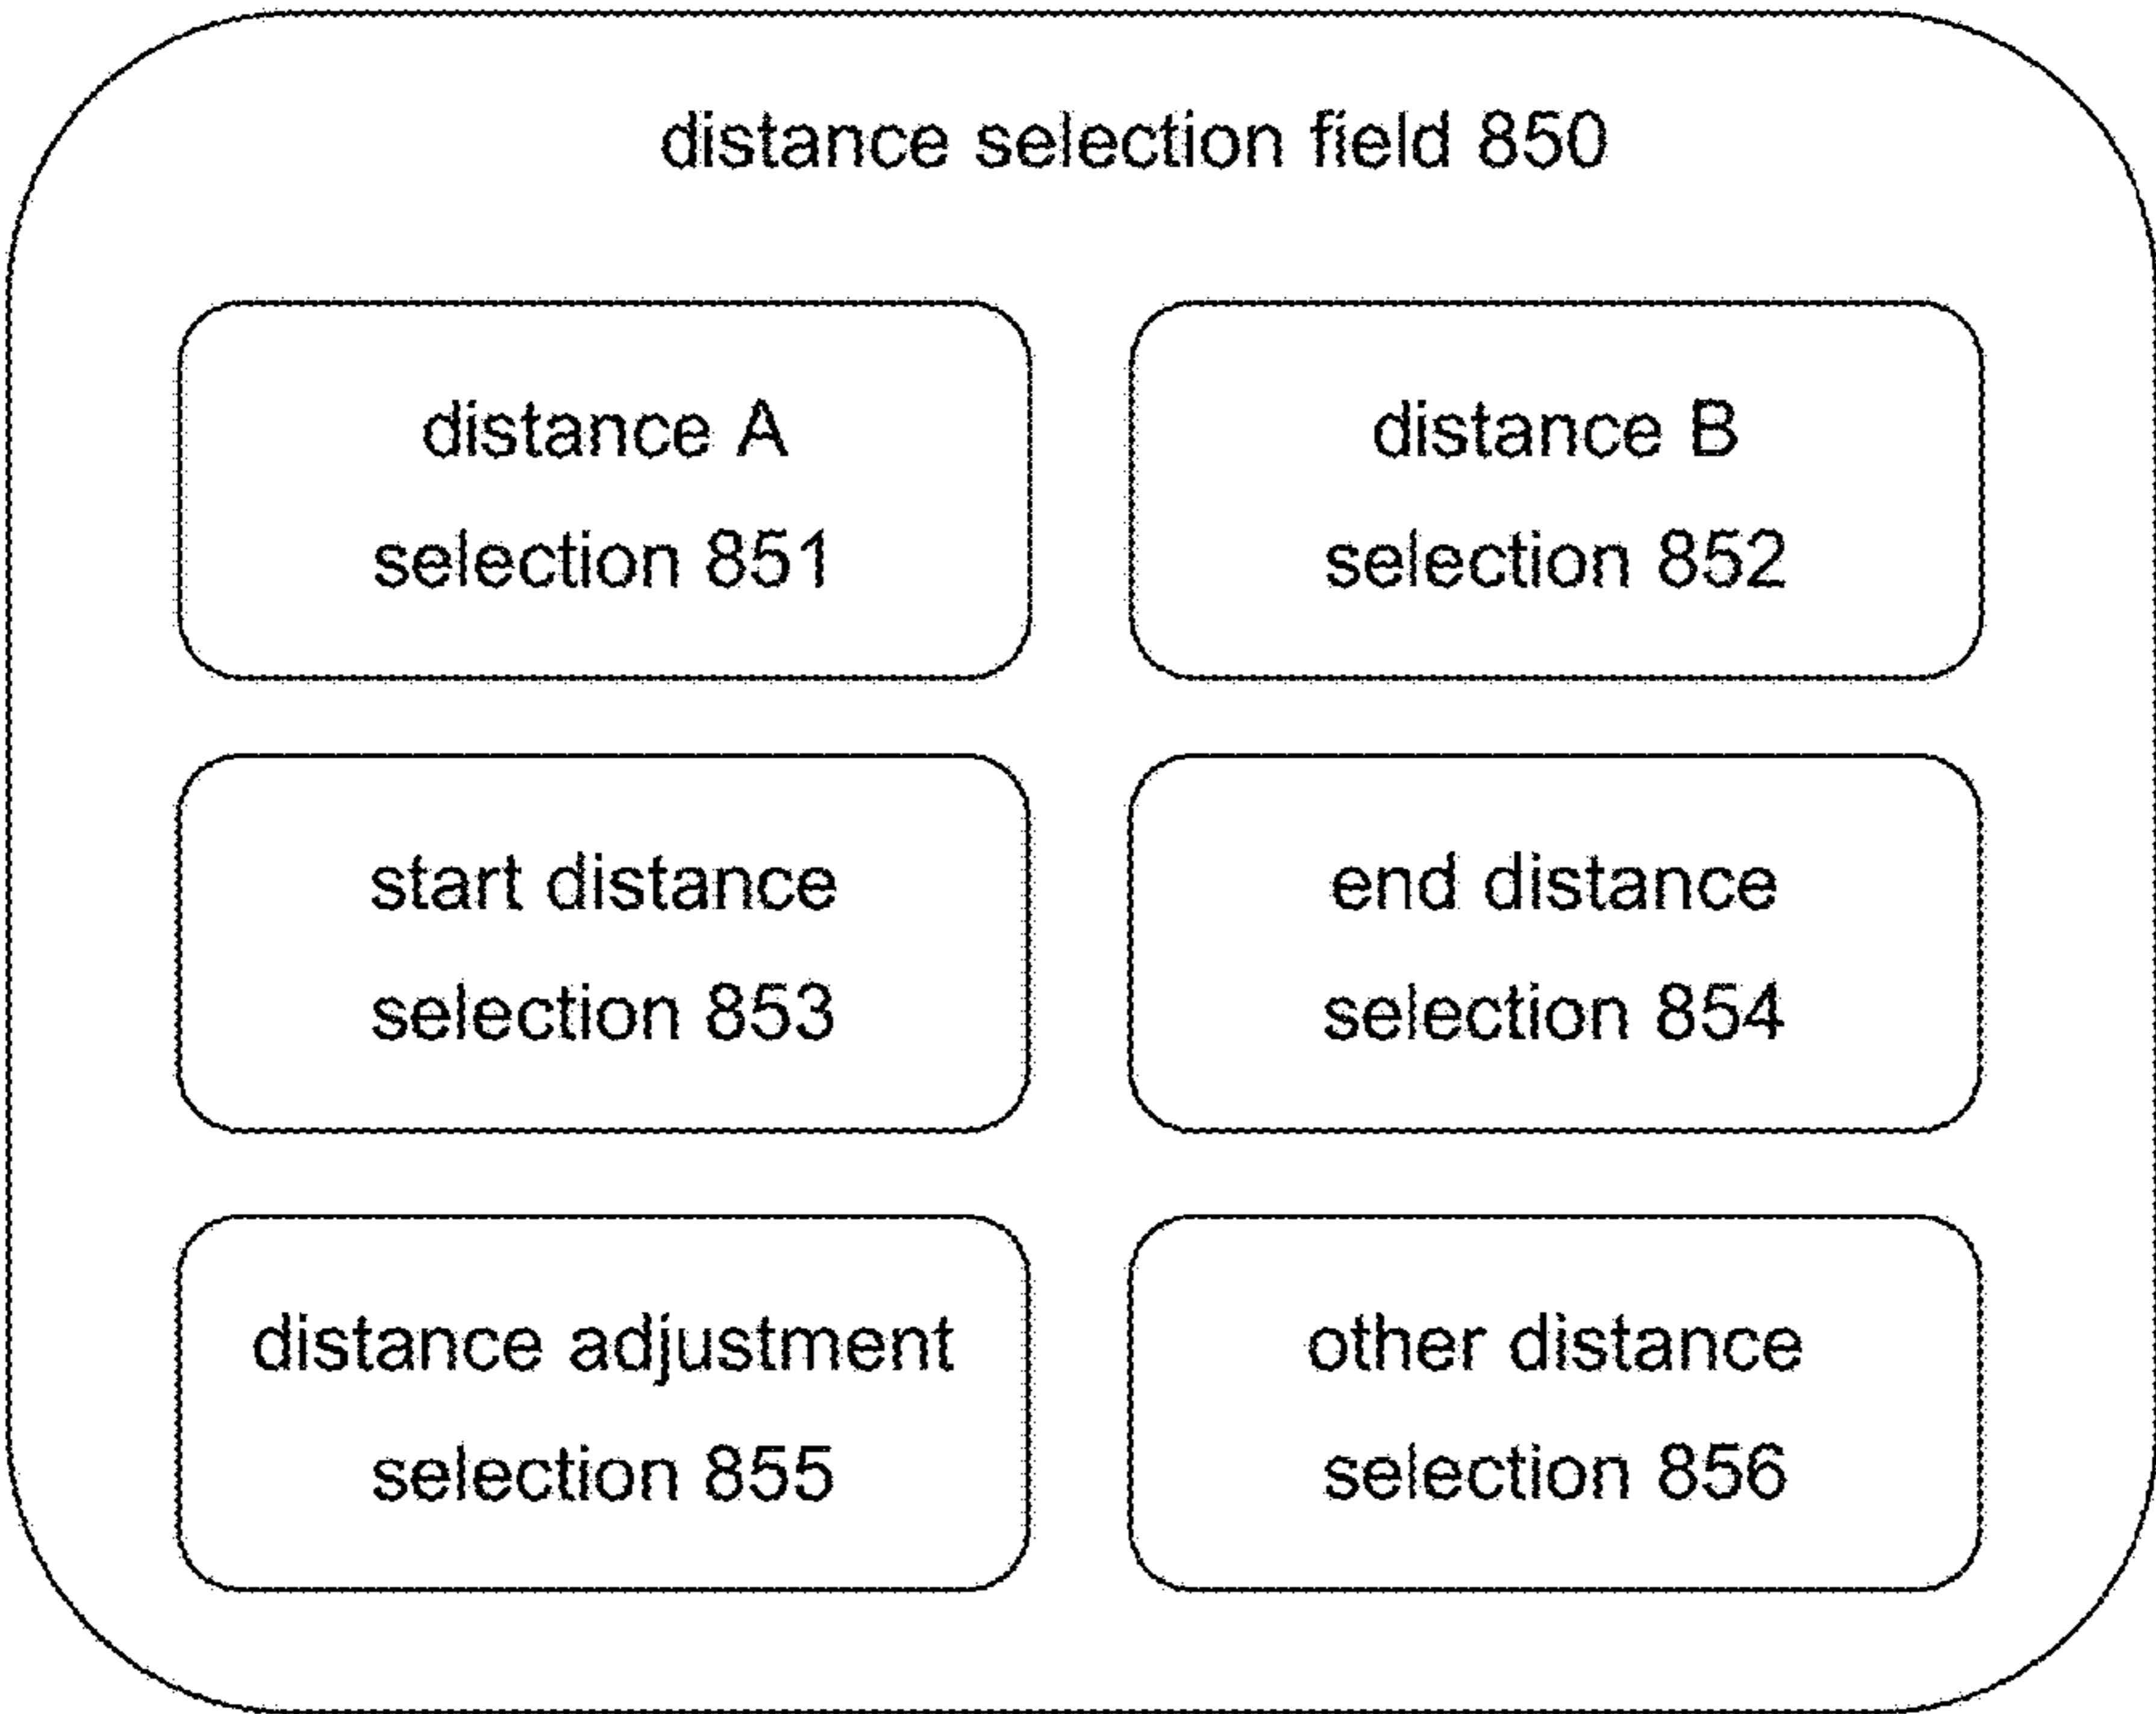 distance selection field 850
distance A
selection 851
distance B
selection 852
start distance
selection 853
end distance
selection 854
distance adjustment
selection 855
other distance
selection 856